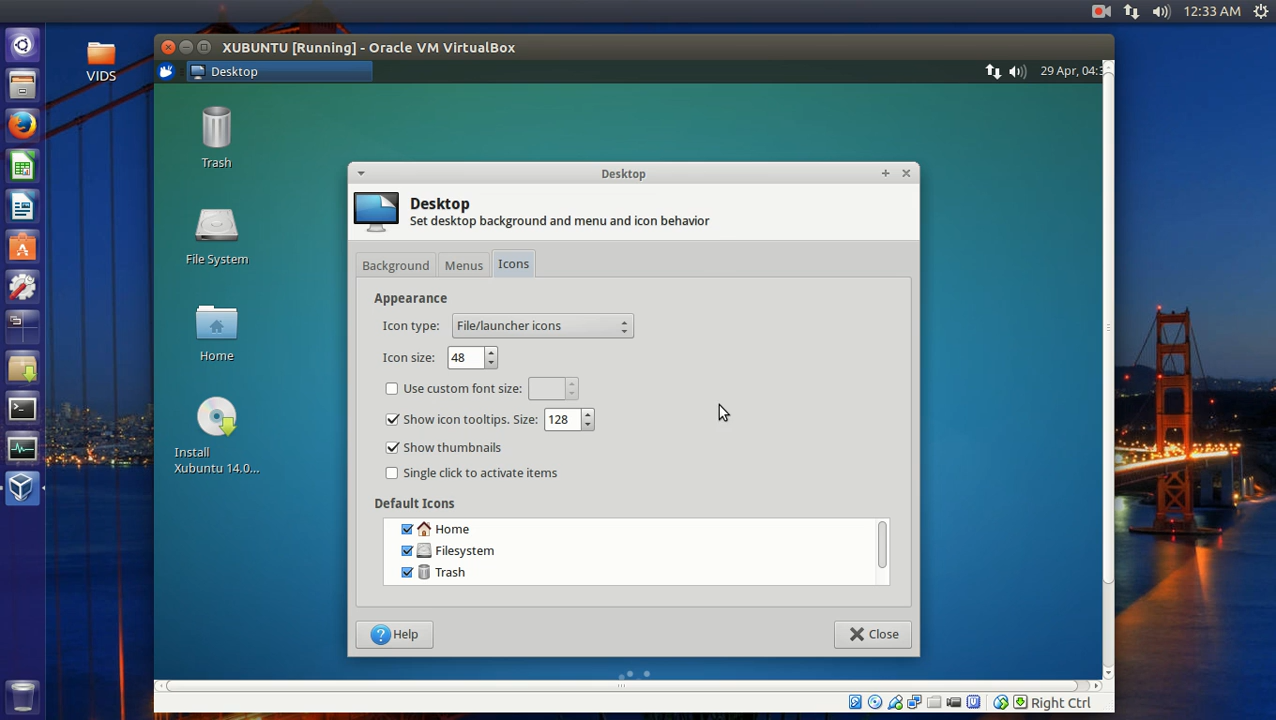 12:33 AM
VIDS
XUBUNTU [Running] - Oracle VM VirtualBox
Desktop
29 Apr, 04:3
Trash
File System
Home
Install
Xubuntu 14.0...
Desktop
Desktop
Set desktop background and menu and icon behavior
Background Menus Icons
Appearance
Icon type: File/launcher icons
Icon size: 48
Use custom font size:
Show icon tooltips. Size: 128
Show thumbnails
Single click to activate items
Default Icons
Home
Filesystem
Trash
Help
Close
Right Ctrl